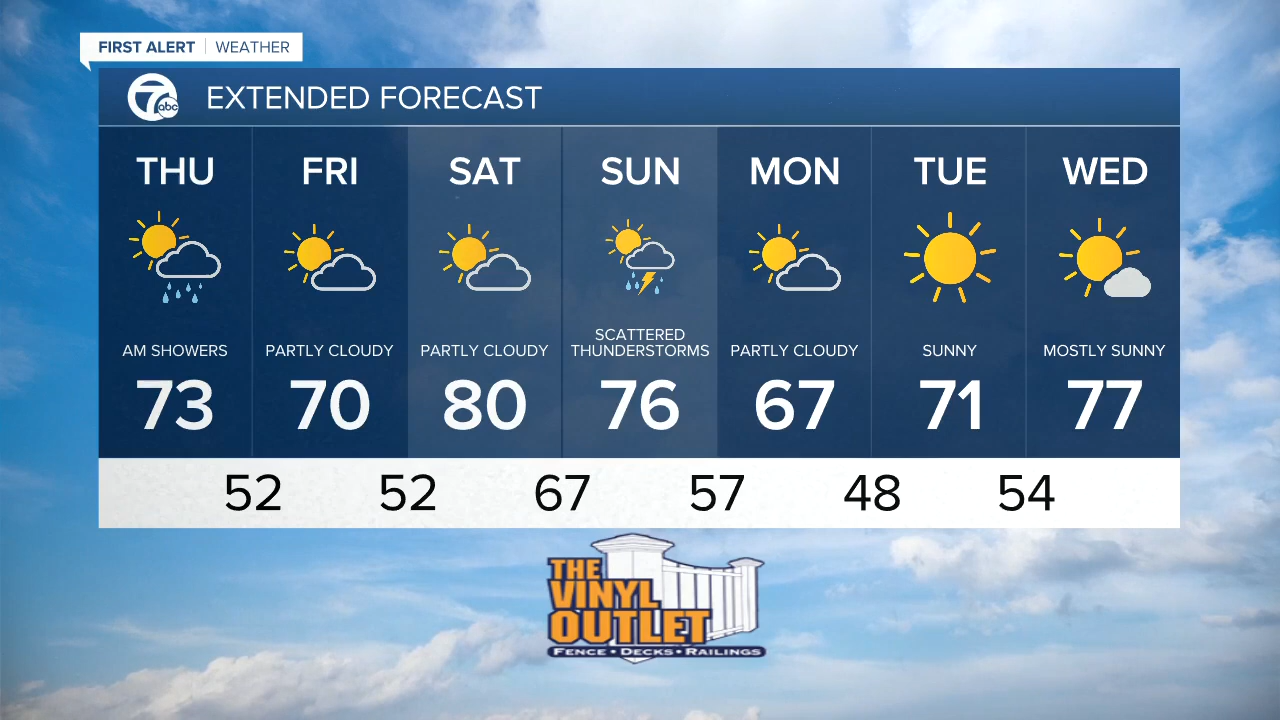 FIRST ALERT | WEATHER
7 abc EXTENDED FORECAST
THU FRI SAT SUN MON TUE WED
AM SHOWERS PARTLY CLOUDY PARTLY CLOUDY SCATTERED THUNDERSTORMS PARTLY CLOUDY SUNNY MOSTLY SUNNY
73 70 80 76 67 71 77
52 52 67 57 48 54
THE
VINYL
OUTLET
FENCE • DECKS • RAILINGS